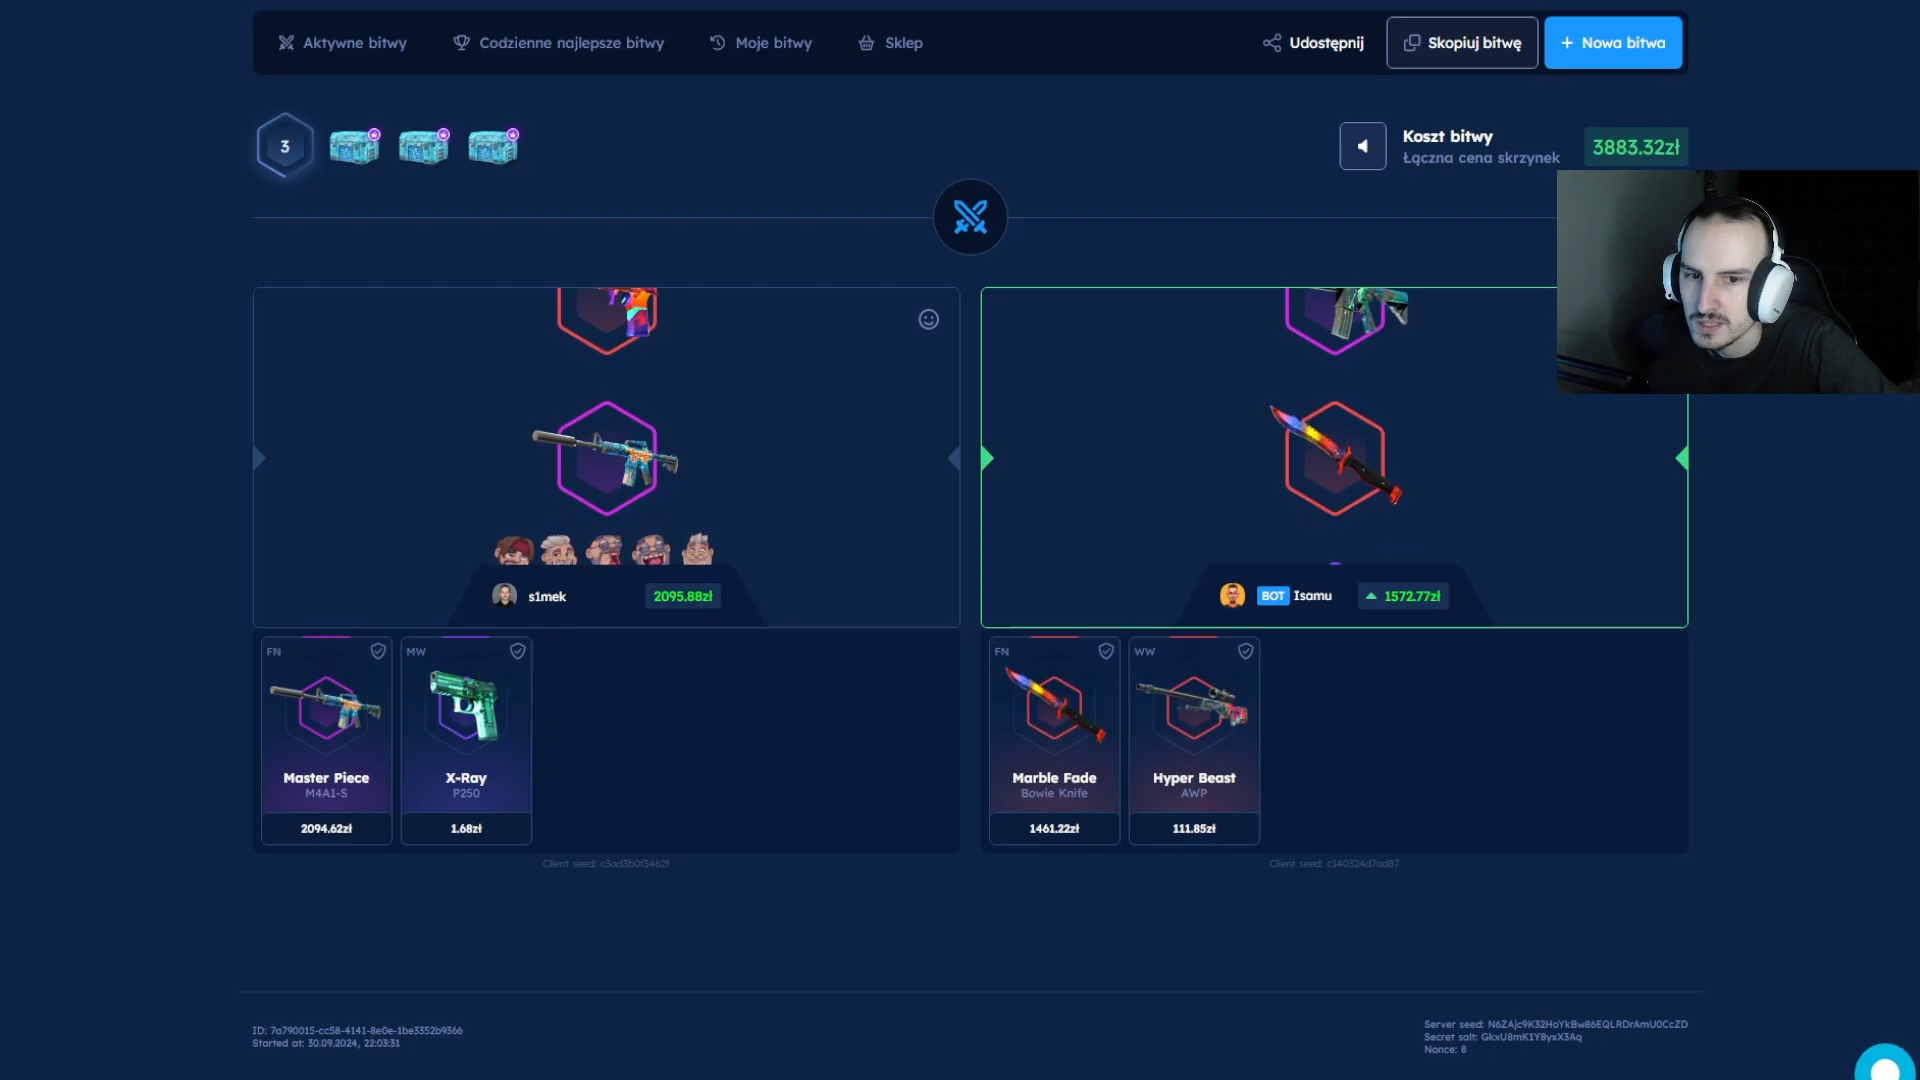 Aktywne bitwy
Codzienne najlepsze bitwy
Moje bitwy
Sklep
Udostępnij
Skopiuj bitwę
+ Nowa bitwa
3
Koszt bitwy
Łączna cena skrzynek
3883.32zł
s1mek
2095.88zł
BOT Isamu
1572.77zł
FN
Master Piece
M4A1-S
2094.62zł
MW
X-Ray
P250
1.68zł
FN
Marble Fade
Bowie Knife
1461.22zł
WW
Hyper Beast
AWP
111.85zł
Client seed: c3ad3b0f3462f
Client seed: c140324d7ad87
ID: 7a790015-cc58-4141-8e0e-1be3352b9366
Started at: 30.09.2024, 22:03:31
Server seed: N6ZAjc9K32HoYkBw86EQLRDrAmU0CcZD
Secret salt: GkxU8mK1Y8yxX3Aq
Nonce: 8